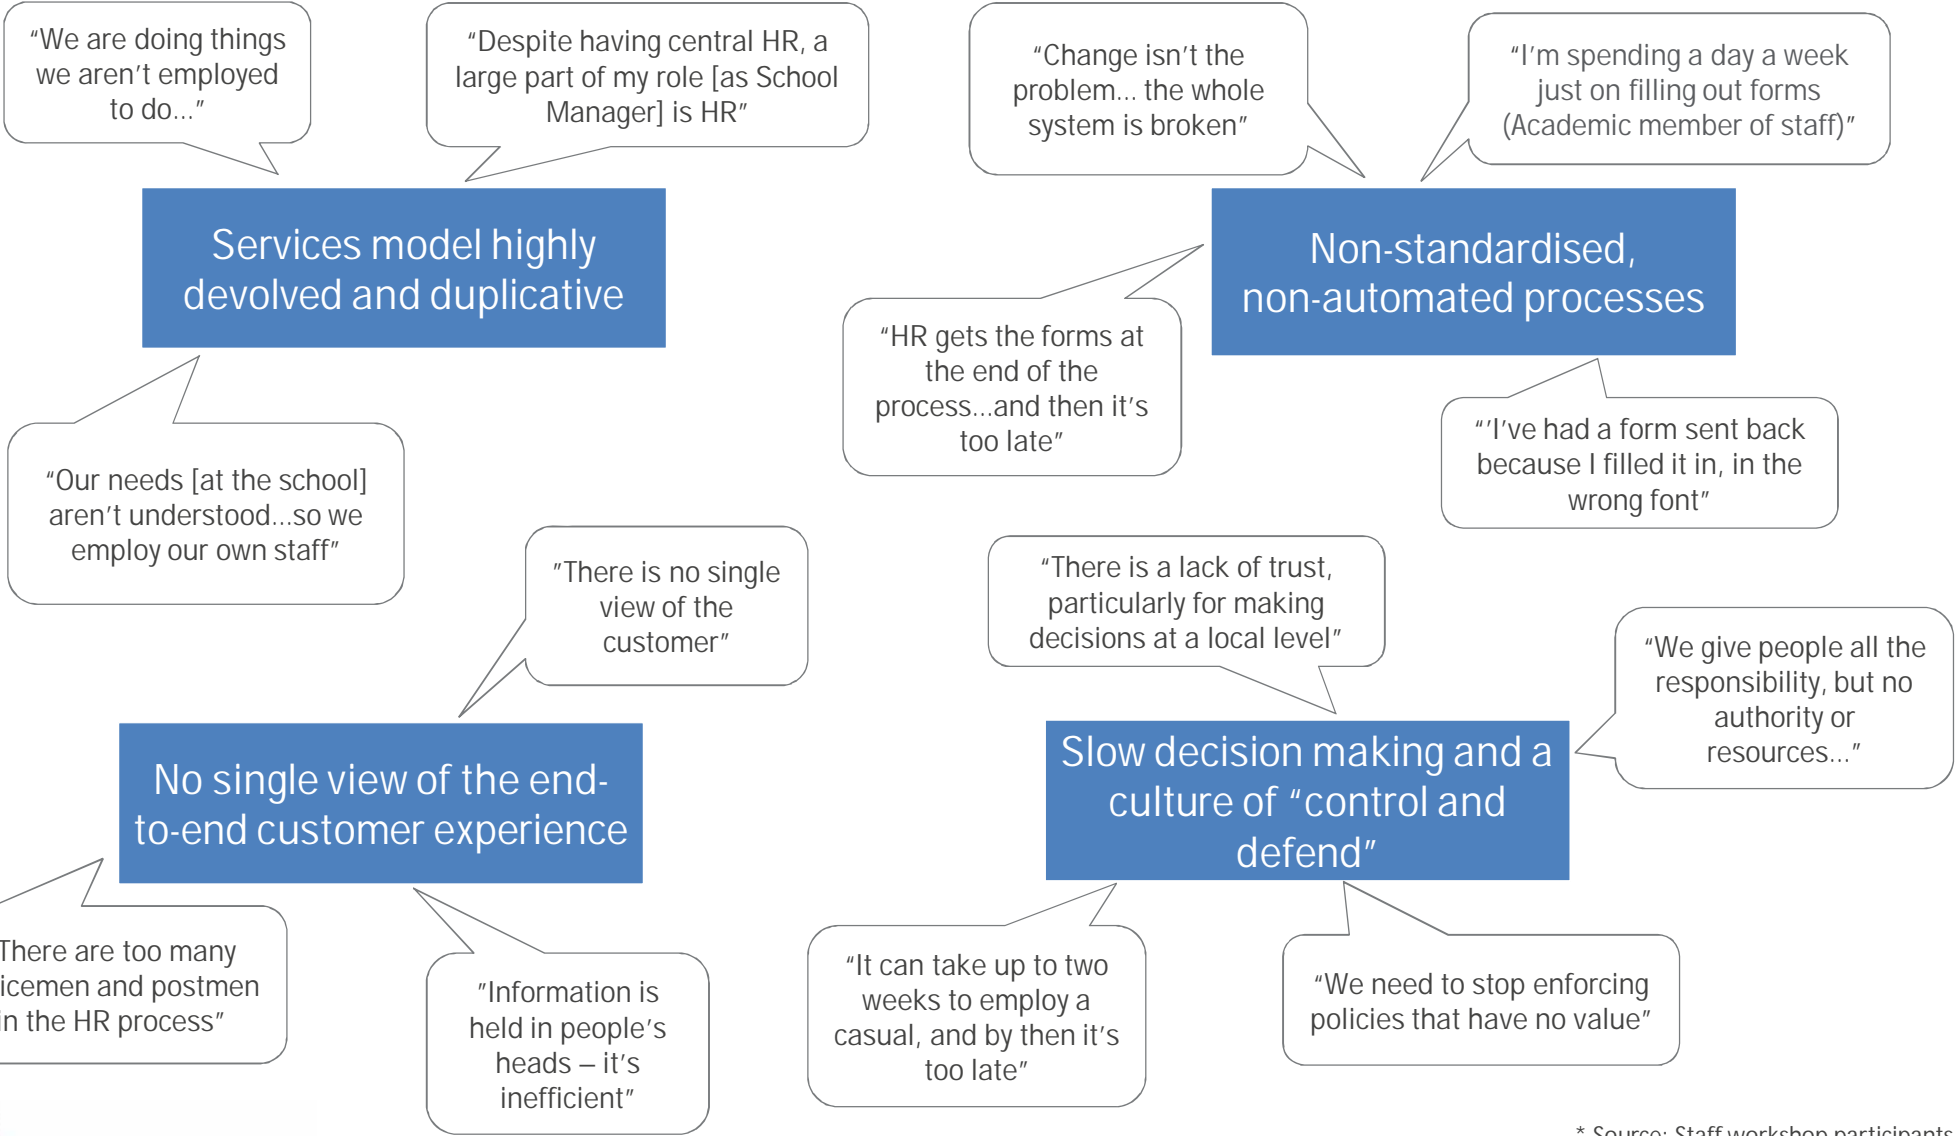 “We are doing things
we aren’t employed
to do...”
“Despite having central HR, a
large part of my role [as School
Manager] is HR”
Services model highly
devolved and duplicative
“Our needs [at the school]
aren’t understood...so we
employ our own staff”
“Change isn’t the
problem... the whole
system is broken”
“I’m spending a day a week
just on filling out forms
(Academic member of staff)”
Non-standardised,
non-automated processes
“HR gets the forms at
the end of the
process...and then it’s
too late”
“’I’ve had a form sent back
because I filled it in, in the
wrong font”
”There is no single
view of the
customer”
No single view of the end-
to-end customer experience
There are too many
icemen and postmen
in the HR process”
”Information is
held in people’s
heads – it’s
inefficient”
“There is a lack of trust,
particularly for making
decisions at a local level”
“We give people all the
responsibility, but no
authority or
resources...”
Slow decision making and a
culture of “control and
defend”
“It can take up to two
weeks to employ a
casual, and by then it’s
too late”
“We need to stop enforcing
policies that have no value”
* Source: Staff workshop participants